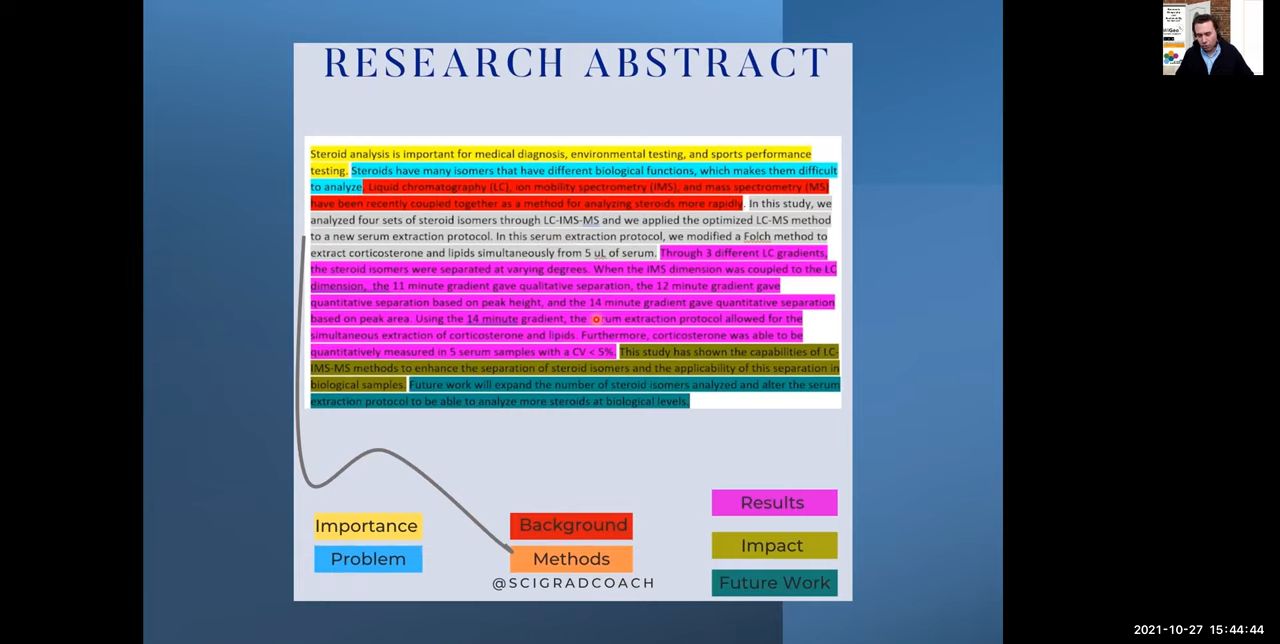 RESEARCH ABSTRACT
Steroid analysis is important for medical diagnosis, environmental testing, and sports performance
testing. Steroids have many isomers that have different biological functions, which makes them difficult
to analyze. Liquid chromatography (LC), ion mobility spectrometry (IMS), and mass spectrometry (MS)
have been recently coupled together as a method for analyzing steroids more rapidly. In this study, we
analyzed four sets of steroid isomers through LC-IMS-MS and we applied the optimized LC-MS method
to a new serum extraction protocol. In this serum extraction protocol, we modified a Folch method to
extract corticosterone and lipids simultaneously from 5 uL of serum. Through 3 different LC gradients,
the steroid isomers were separated at varying degrees. When the IMS dimension was coupled to the LC
dimension, the 11 minute gradient gave qualitative separation, the 12 minute gradient gave
quantitative separation based on peak height, and the 14 minute gradient gave quantitative separation
based on peak area. Using the 14 minute gradient, the rum extraction protocol allowed for the
simultaneous extraction of corticosterone and lipids. Furthermore, corticosterone was able to be
quantitatively measured in 5 serum samples with a CV < 5%. This study has shown the capabilities of LC-
IMS-MS methods to enhance the separation of steroid isomers and the applicability of this separation in
biological samples. Future work will expand the number of steroid isomers analyzed and alter the serum
extraction protocol to be able to analyze more steroids at biological levels.
Importance
Problem
Background
Methods
@SCIGRADCOACH
Results
Impact
Future Work
2021-10-27 15:44:44